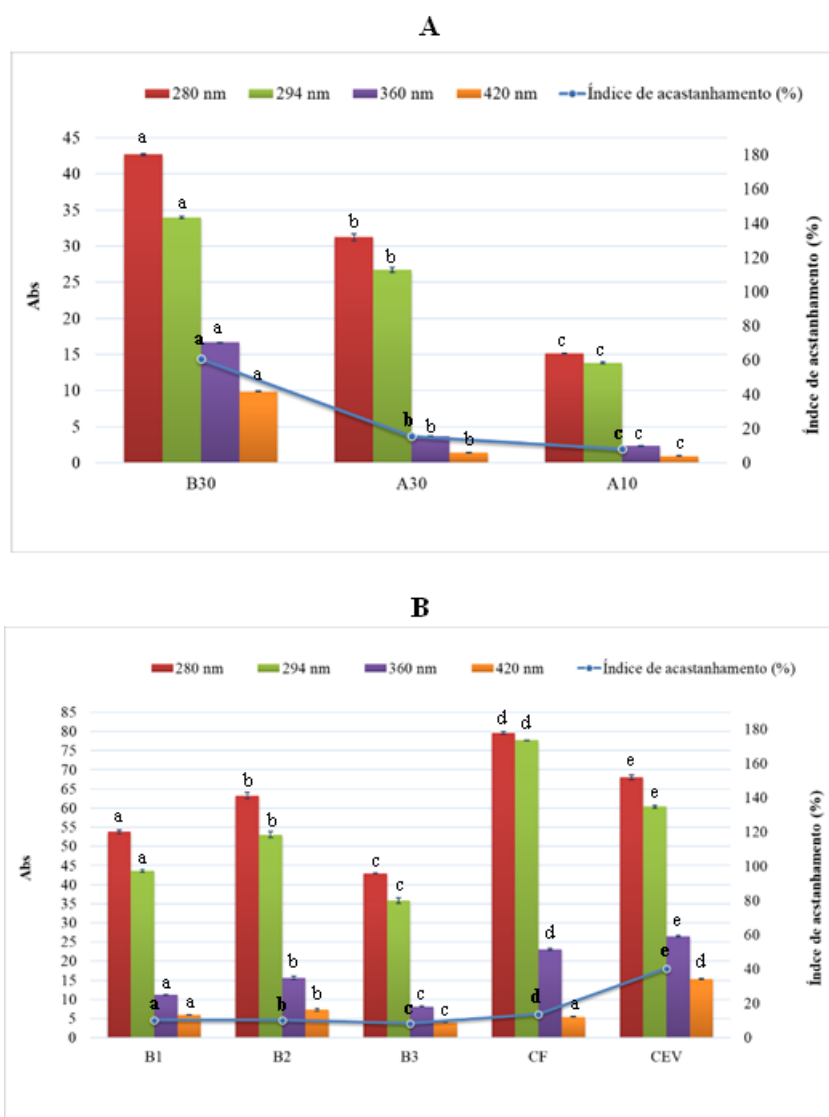 A
280 nm 294 nm 360 nm 420 nm Índice de acastanhamento (%)
45 40 35 30 25 20 15 10 5 0
Abs
a a a a a
b b b b b
c c c c c
180 160 140 120 100 80 60 40 20 0
Índce de acstanhamento (%)
B30 A30 A10
B
280 nm 294 nm 360 nm 420 nm Índice de acastanhamento (%)
85 80 75 70 65 60 55 50 45 40 35 30 25 20 15 10 5 0
Abs
a a a a a
b b b b b
c c c c c
d d d a d
e e e d e
180 160 140 120 100 80 60 40 20 0
Índce de acstanhamento (%)
B1 B2 B3 CF CEV